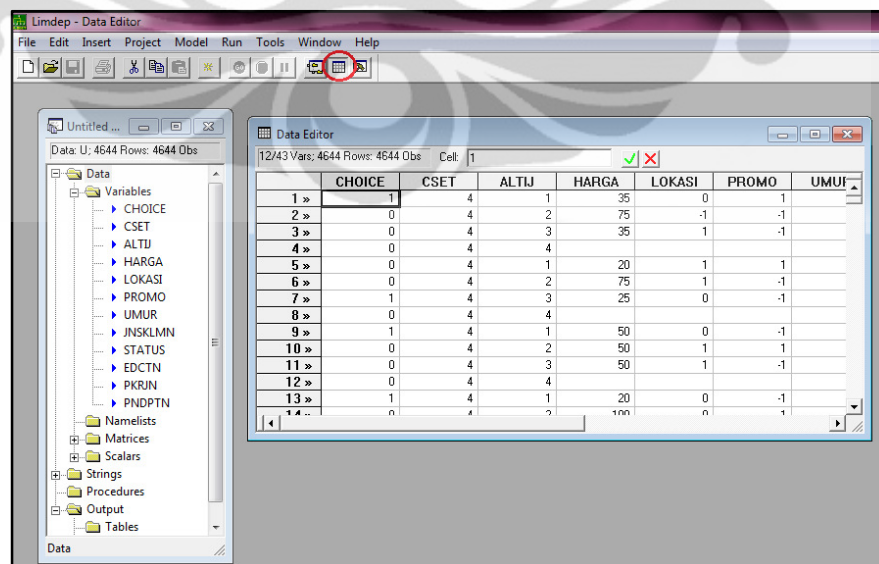 Limdep - Data Editor
File Edit Insert Project Model Run Tools Window Help
Untitled ...
Data: U; 4644 Rows: 4644 Obs
Data
Variables
CHOICE
CSET
ALTIJ
HARGA
LOKASI
PROMO
UMUR
JNSKLMN
STATUS
EDCTN
PKRJN
PNDPTN
Namelists
Matrices
Scalars
Strings
Procedures
Output
Tables
Data
Data Editor
12/43 Vars; 4644 Rows: 4644 Obs Cell: 1
CHOICE CSET ALTIJ HARGA LOKASI PROMO
1 » 1 4 1 35 0 1
2 » 0 4 2 75 -1 -1
3 » 0 4 3 35 1 -1
4 » 0 4 4
5 » 0 4 1 20 1 1
6 » 0 4 2 75 1 -1
7 » 1 4 3 25 0 -1
8 » 0 4 4
9 » 1 4 1 50 0 -1
10 » 0 4 2 50 1 1
11 » 0 4 3 50 1 -1
12 » 0 4 4
13 » 1 4 1 20 0 -1
14 » 0 4 2 100 0 1